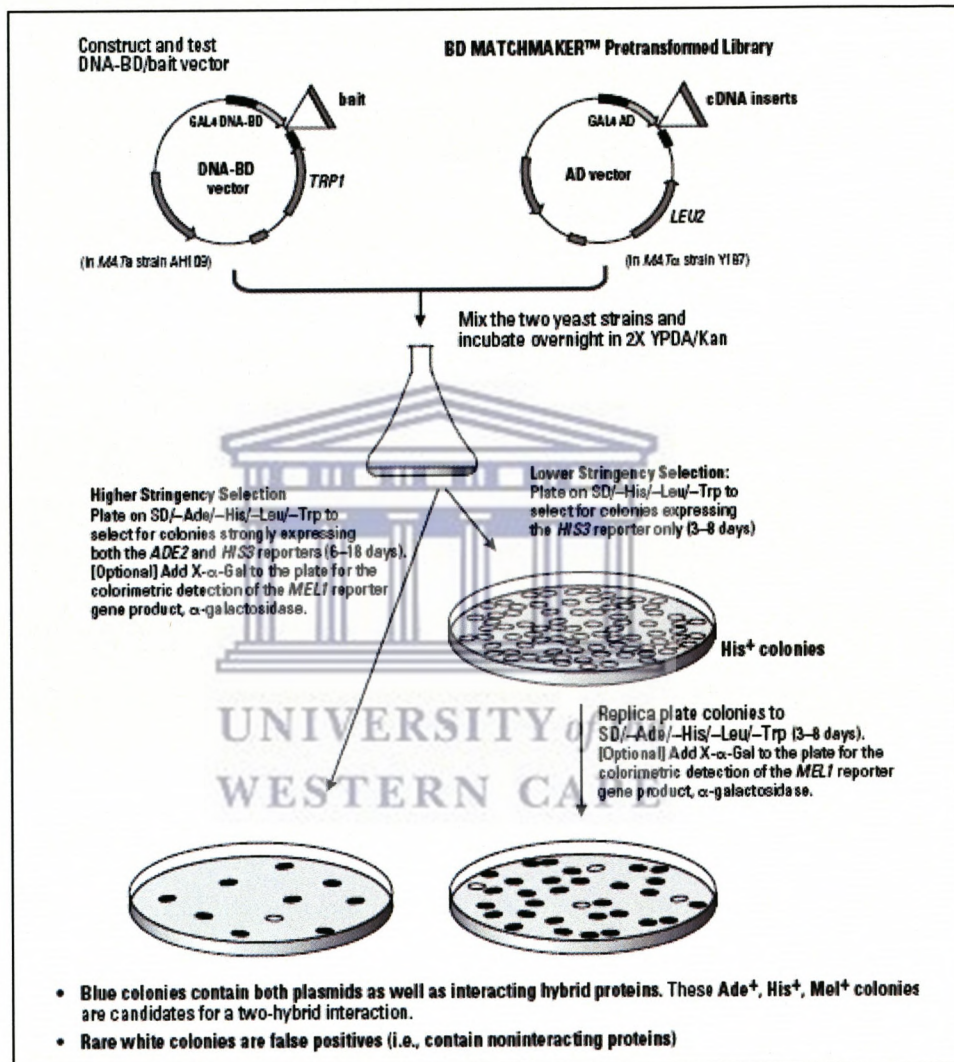 Construct and test
DNA-BD/bait vector
BD MATCHMAKER™ Pretransformed Library
bait
GAL4 DNA-BD
DNA-BD
vector
TRP1
(in MATa strain AH109)
cDNA inserts
GAL4 AD
AD vector
LEU2
(in MATα strain Y187)
Mix the two yeast strains and
incubate overnight in 2X YPDA/Kan
Higher Stringency Selection
Plate on SD/–Ade/–His/–Leu/–Trp to
select for colonies strongly expressing
both the ADE2 and HIS3 reporters (6–18 days).
[Optional] Add X-α-Gal to the plate for the
colorimetric detection of the MEL1 reporter
gene product, α-galactosidase.
Lower Stringency Selection:
Plate on SD/–His/–Leu/–Trp to
select for colonies expressing
the HIS3 reporter only (3–8 days)
His+ colonies
Replica plate colonies to
SD/–Ade/–His/–Leu/–Trp (3–8 days).
[Optional] Add X-α-Gal to the plate for the
colorimetric detection of the MEL1 reporter
gene product, α-galactosidase.
UNIVERSITY of the
WESTERN CAPE
• Blue colonies contain both plasmids as well as interacting hybrid proteins. These Ade+, His+, Mel+ colonies
are candidates for a two-hybrid interaction.
• Rare white colonies are false positives (i.e., contain noninteracting proteins)